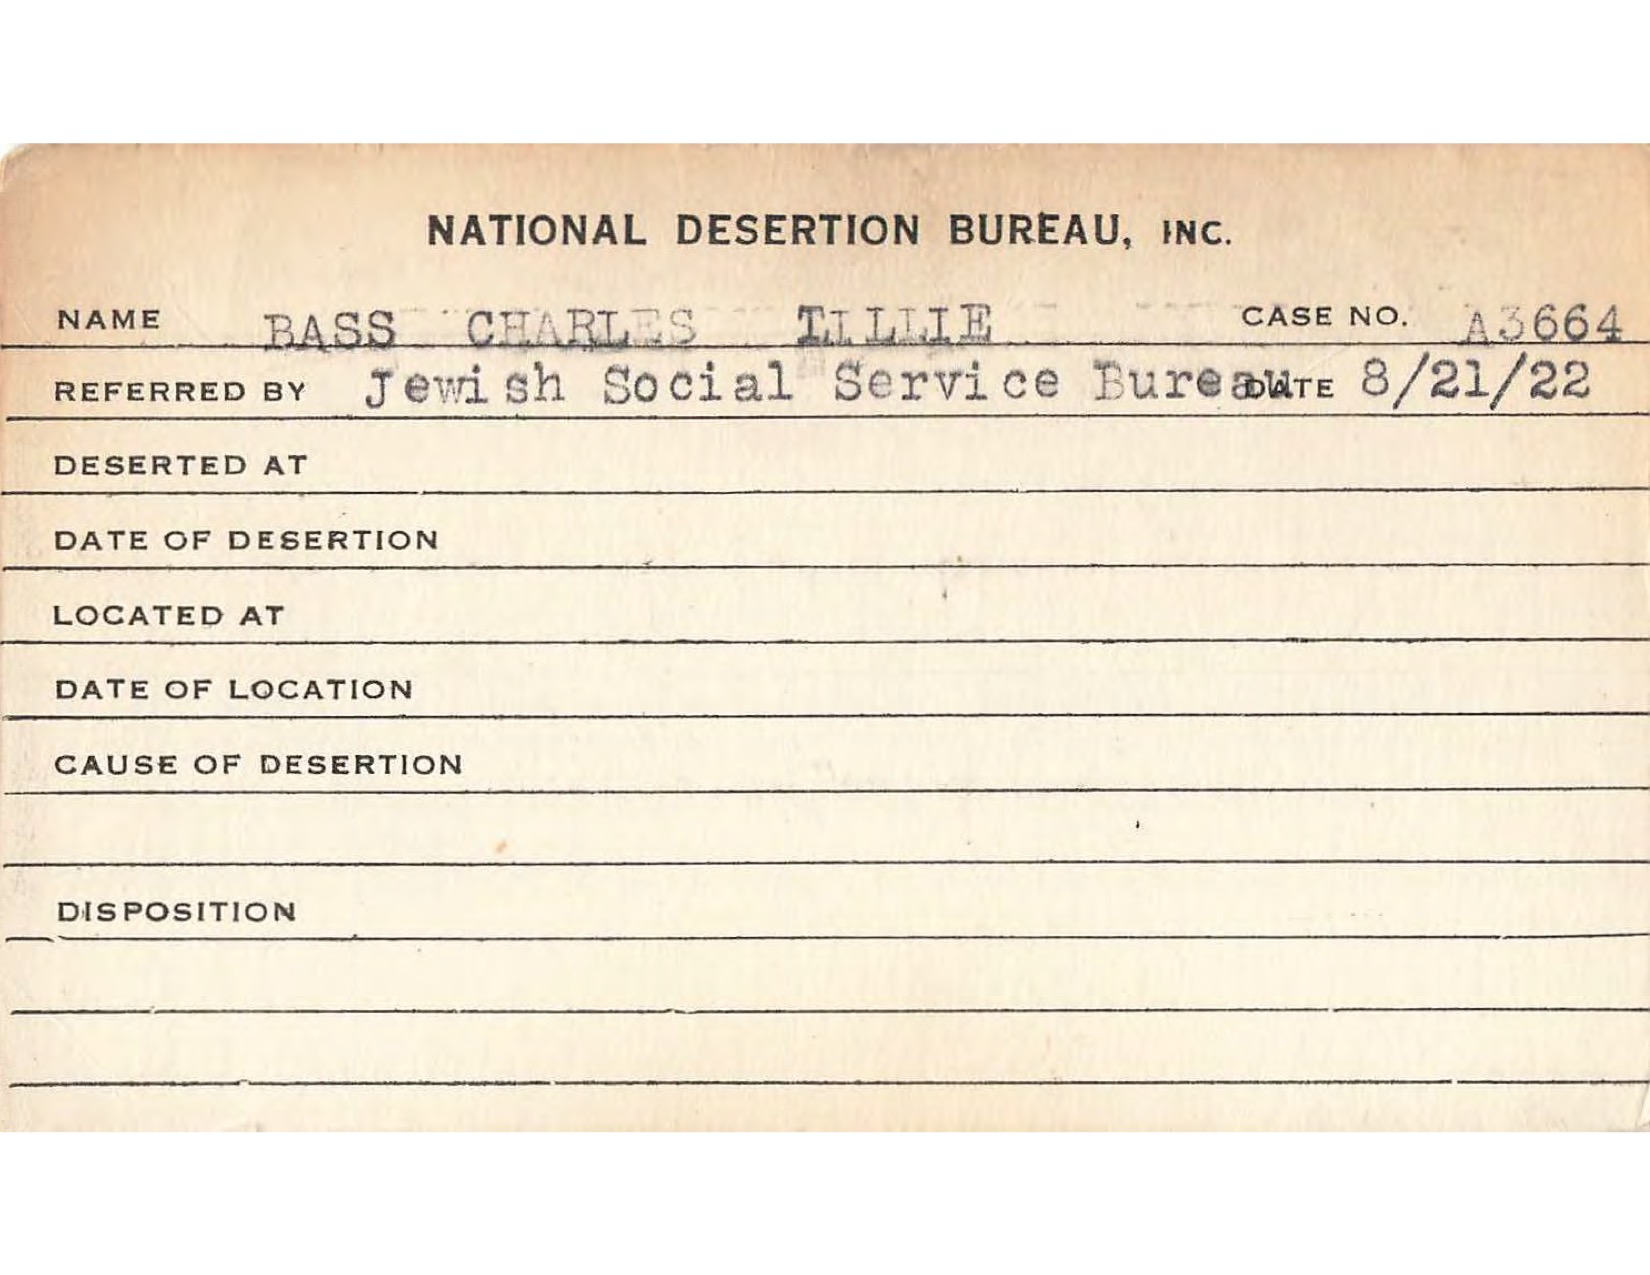 NATIONAL DESERTION BUREAU, INC.
NAME BASS CHARLES TILLIE CASE NO. A3664
REFERRED BY Jewish Social Service Bureau DATE 8/21/22
DESERTED AT
DATE OF DESERTION
LOCATED AT
DATE OF LOCATION
CAUSE OF DESERTION
DISPOSITION